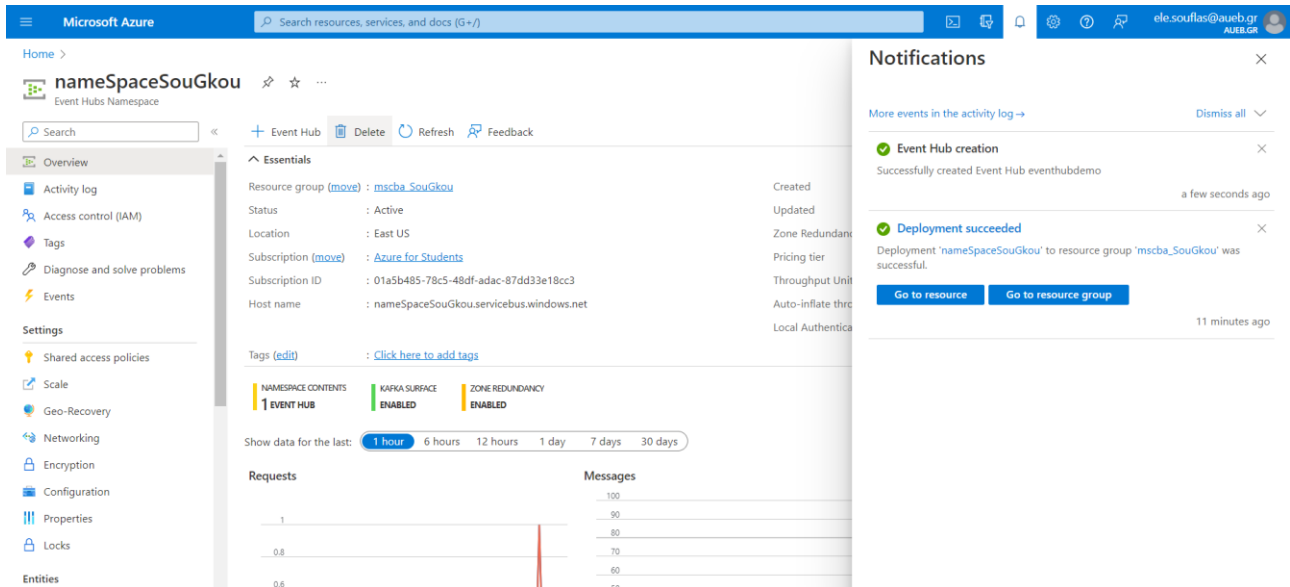 Microsoft Azure
Search resources, services, and docs (G+/)
ele.souflas@aueb.gr
AUEB.GR
Home >
nameSpaceSouGkou
Event Hubs Namespace
Search
Overview
Activity log
Access control (IAM)
Tags
Diagnose and solve problems
Events
Settings
Shared access policies
Scale
Geo-Recovery
Networking
Encryption
Configuration
Properties
Locks
Entities
Event Hub Delete Refresh Feedback
Essentials
Resource group (move) : mscba_SouGkou
Status : Active
Location : East US
Subscription (move) : Azure for Students
Subscription ID : 01a5b485-78c5-48df-adac-87dd33e18cc3
Host name : nameSpaceSouGkou.servicebus.windows.net
Tags (edit) : Click here to add tags
Created
Updated
Zone Redundanc
Pricing tier
Throughput Unit
Auto-inflate thro
Local Authentica
NAMESPACE CONTENTS
1 EVENT HUB
KAFKA SURFACE
ENABLED
ZONE REDUNDANCY
ENABLED
Show data for the last: 1 hour 6 hours 12 hours 1 day 7 days 30 days
Requests
1
0.8
0.6
Messages
100
90
80
70
60
Notifications
More events in the activity log →
Dismiss all
Event Hub creation
Successfully created Event Hub eventhubdemo
a few seconds ago
Deployment succeeded
Deployment 'nameSpaceSouGkou' to resource group 'mscba_SouGkou' was
successful.
Go to resource Go to resource group
11 minutes ago